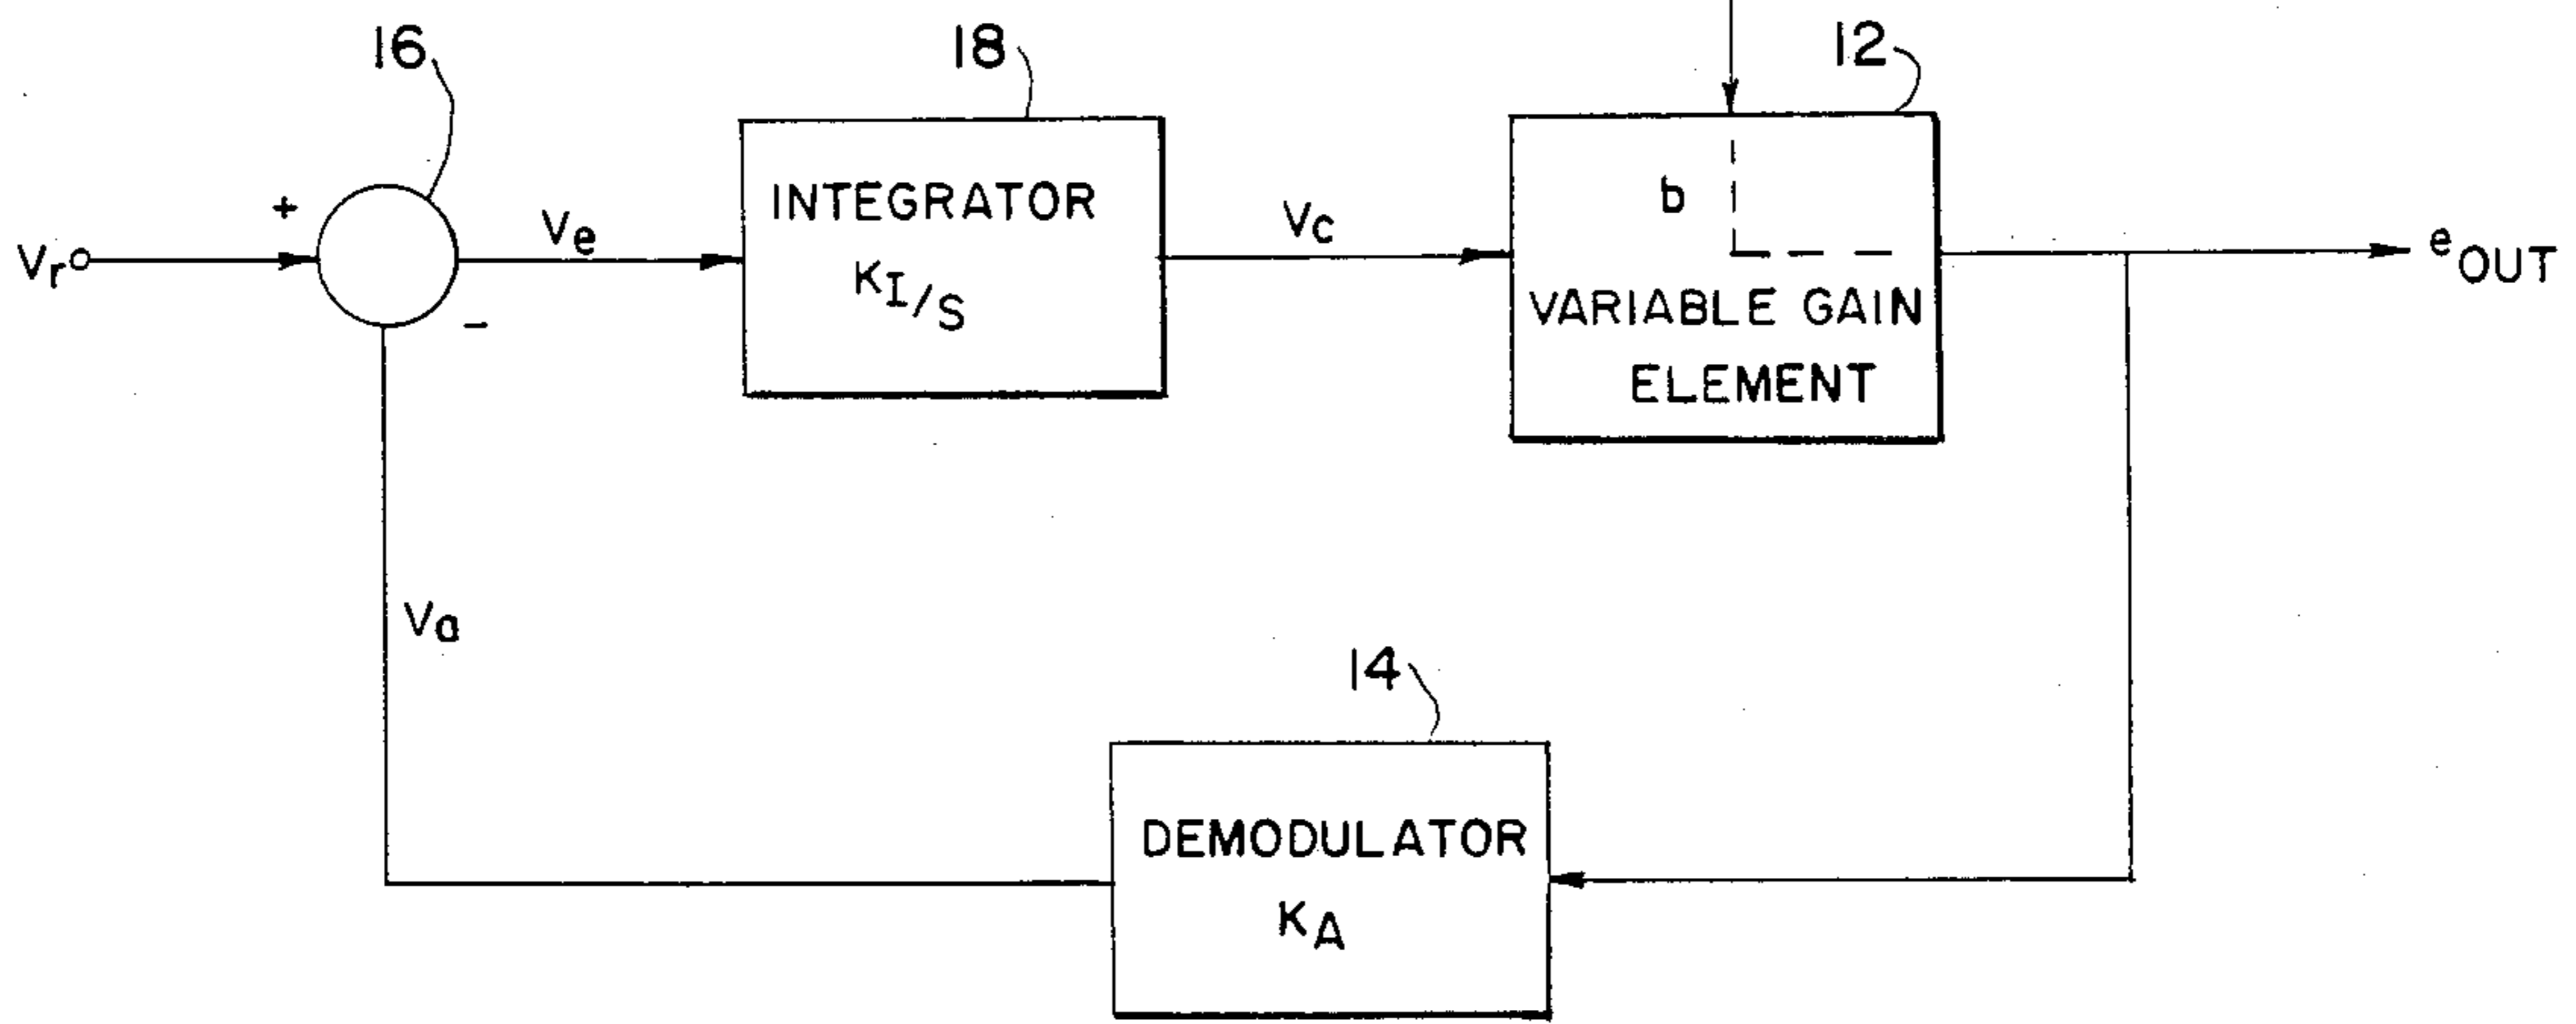 16
18
12
+
Vr
Ve
INTEGRATOR
KI/S
Vc
b
VARIABLE GAIN
ELEMENT
eOUT
-
Va
14
DEMODULATOR
KA